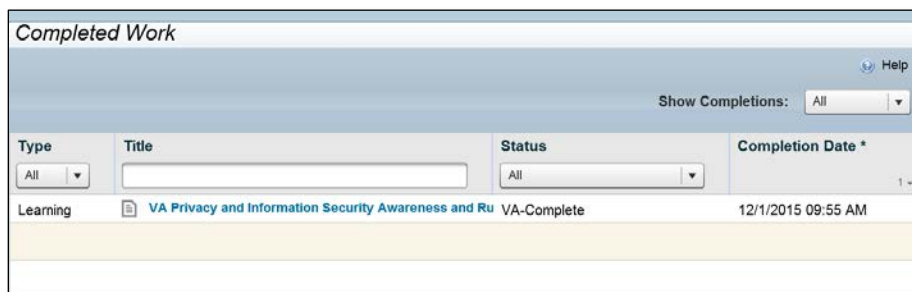 Completed Work
Help
Show Completions: All
Type Title Status Completion Date *
All All
1
Learning VA Privacy and Information Security Awareness and Ru VA-Complete 12/1/2015 09:55 AM